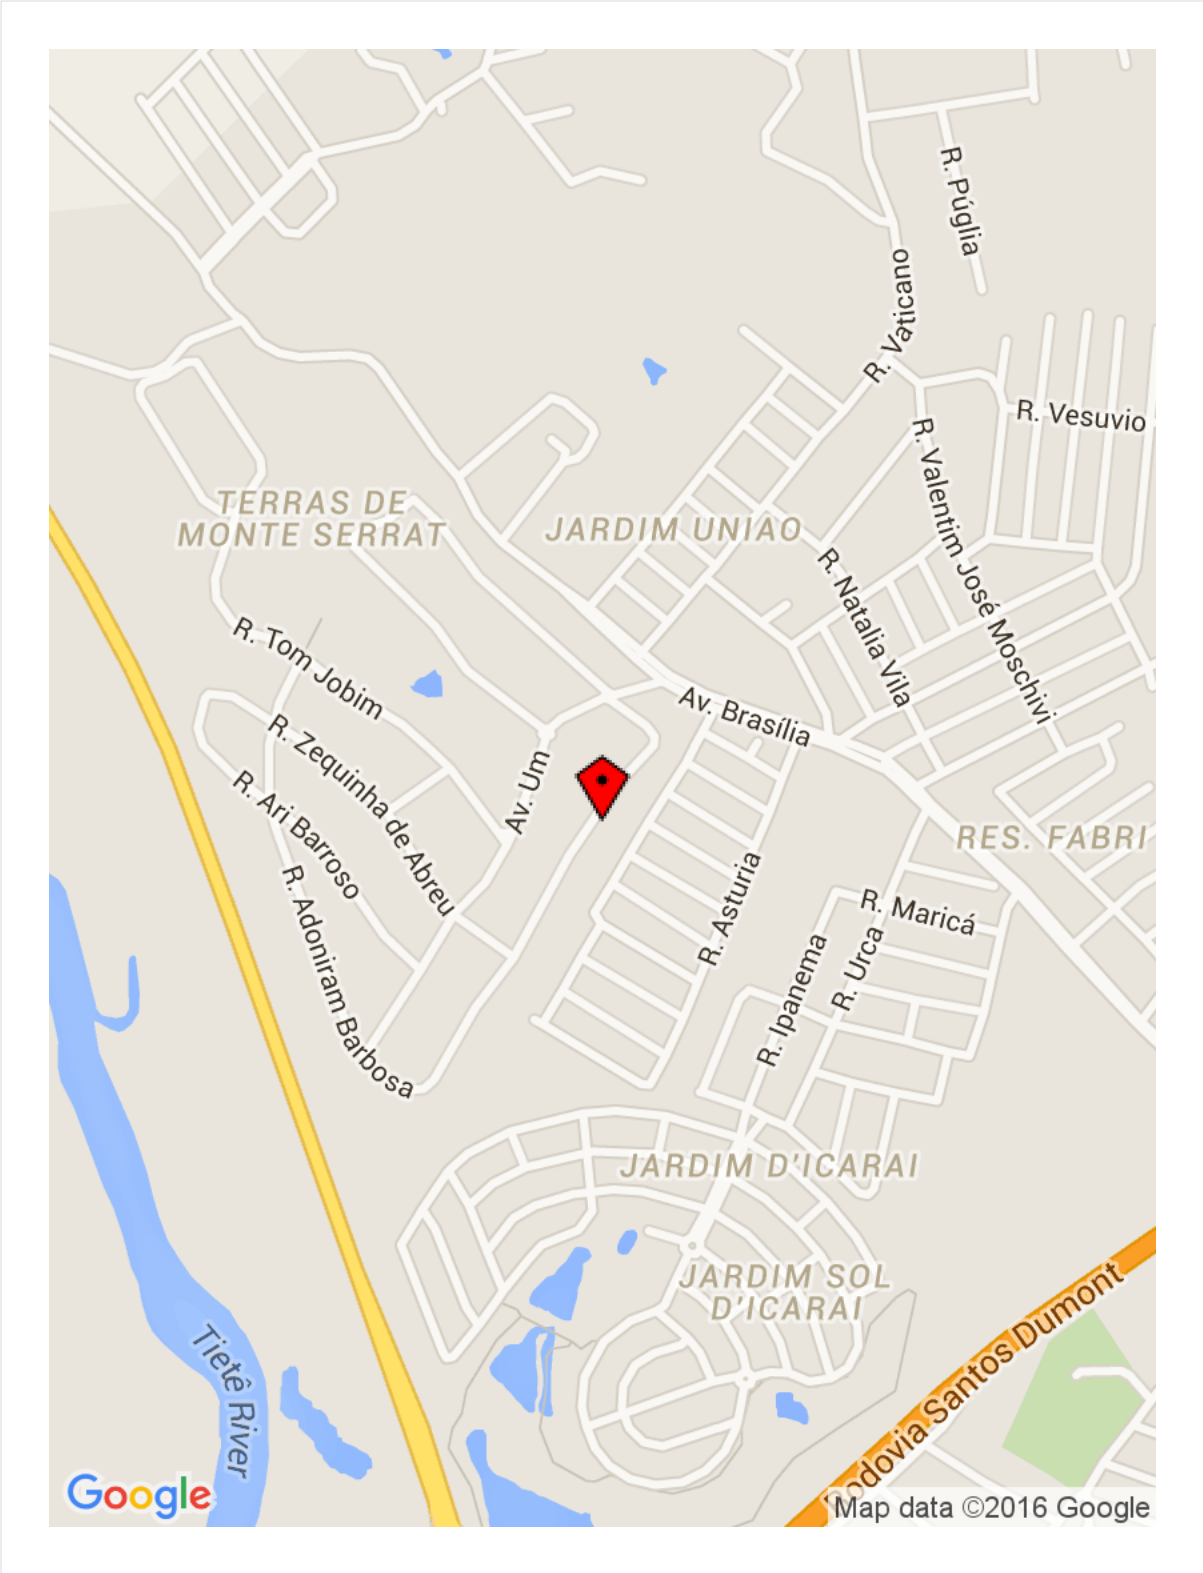 R. Púglia
R. Vaticano
R. Vesuvio
R. Valentim José Moschivi
TERRAS DE
MONTE SERRAT
JARDIM UNIAO
R. Natalia Vila
R. Tom Jobim
Av. Brasília
R. Zequinha de Abreu
Av. Um
R. Ari Barroso
RES. FABRI
R. Asturia
R. Maricá
R. Adoniram Barbosa
R. Urca
R. Ipanema
JARDIM D'ICARAI
JARDIM SOL
D'ICARAI
Rodovia Santos Dumont
Tietê River
Google
Map data ©2016 Google